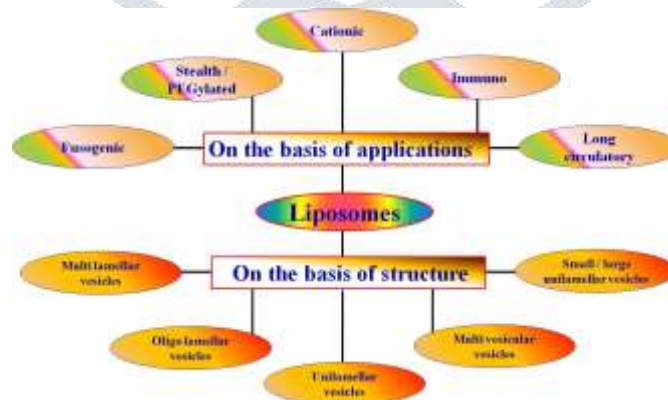 Cationic
Stealth /
PEGylated
Immuno
Fusogenic
On the basis of applications
Long
circulatory
Liposomes
Multi lamellar
vesicles
On the basis of structure
Small / large
unilamellar vesicles
Oligo lamellar
vesicles
Multi vesicular
vesicles
Unilamellar
vesicles